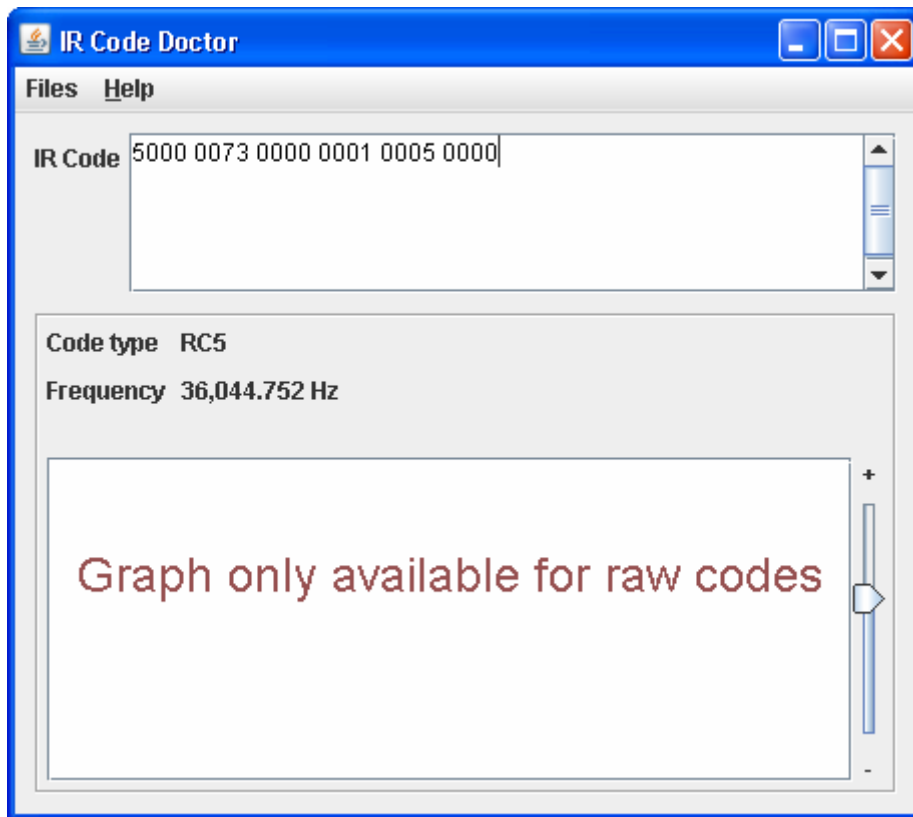 IR Code Doctor
Files Help
IR Code 5000 0073 0000 0001 0005 0000
Code type RC5
Frequency 36,044.752 Hz
+
Graph only available for raw codes
-